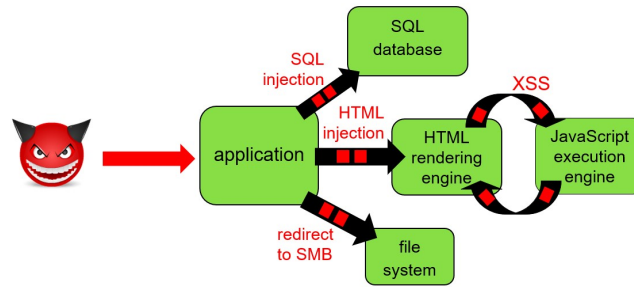 SQL
database
SQL
injection
XSS
HTML
injection
application
HTML
rendering
engine
JavaScript
execution
engine
redirect
to SMB
file
system